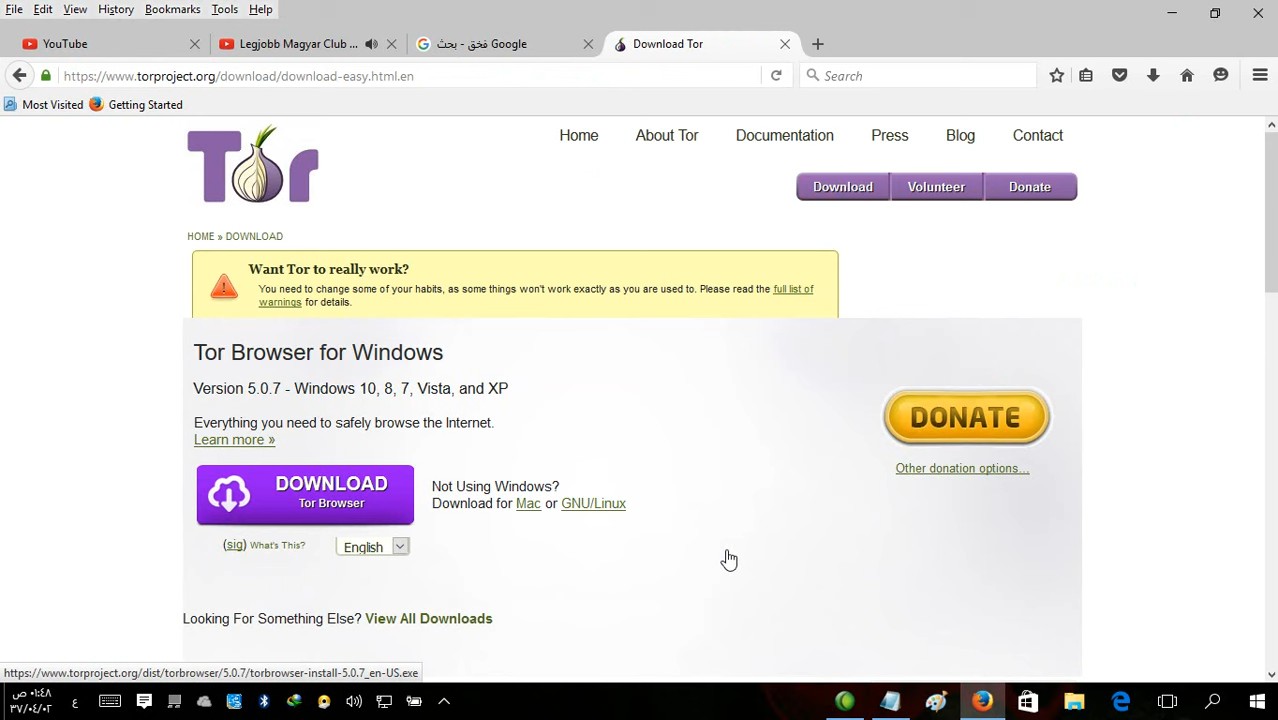 File Edit View History Bookmarks Tools Help
YouTube
Legjobb Magyar Club ...
فخق - بحث Google
Download Tor
https://www.torproject.org/download/download-easy.html.en
Search
Most Visited Getting Started
Tor
Home About Tor Documentation Press Blog Contact
Download Volunteer Donate
HOME » DOWNLOAD
Want Tor to really work?
You need to change some of your habits, as some things won't work exactly as you are used to. Please read the full list of
warnings for details.
Tor Browser for Windows
Version 5.0.7 - Windows 10, 8, 7, Vista, and XP
Everything you need to safely browse the Internet.
Learn more »
DONATE
Other donation options...
DOWNLOAD
Tor Browser
Not Using Windows?
Download for Mac or GNU/Linux
(sig) What's This?
English
Looking For Something Else? View All Downloads
https://www.torproject.org/dist/torbrowser/5.0.7/torbrowser-install-5.0.7_en-US.exe
٠١:٤٨ ص
٣٧/٠٤/٠٢
ع